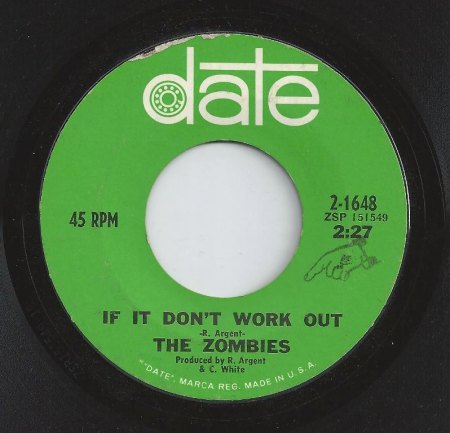 date
45 RPM
2-1648
ZSP 151549
2:27
IF IT DON'T WORK OUT
-R. Argent-
THE ZOMBIES
Produced by R. Argent
& C. White
"DATE" MARCA REG. MADE IN U.S.A.